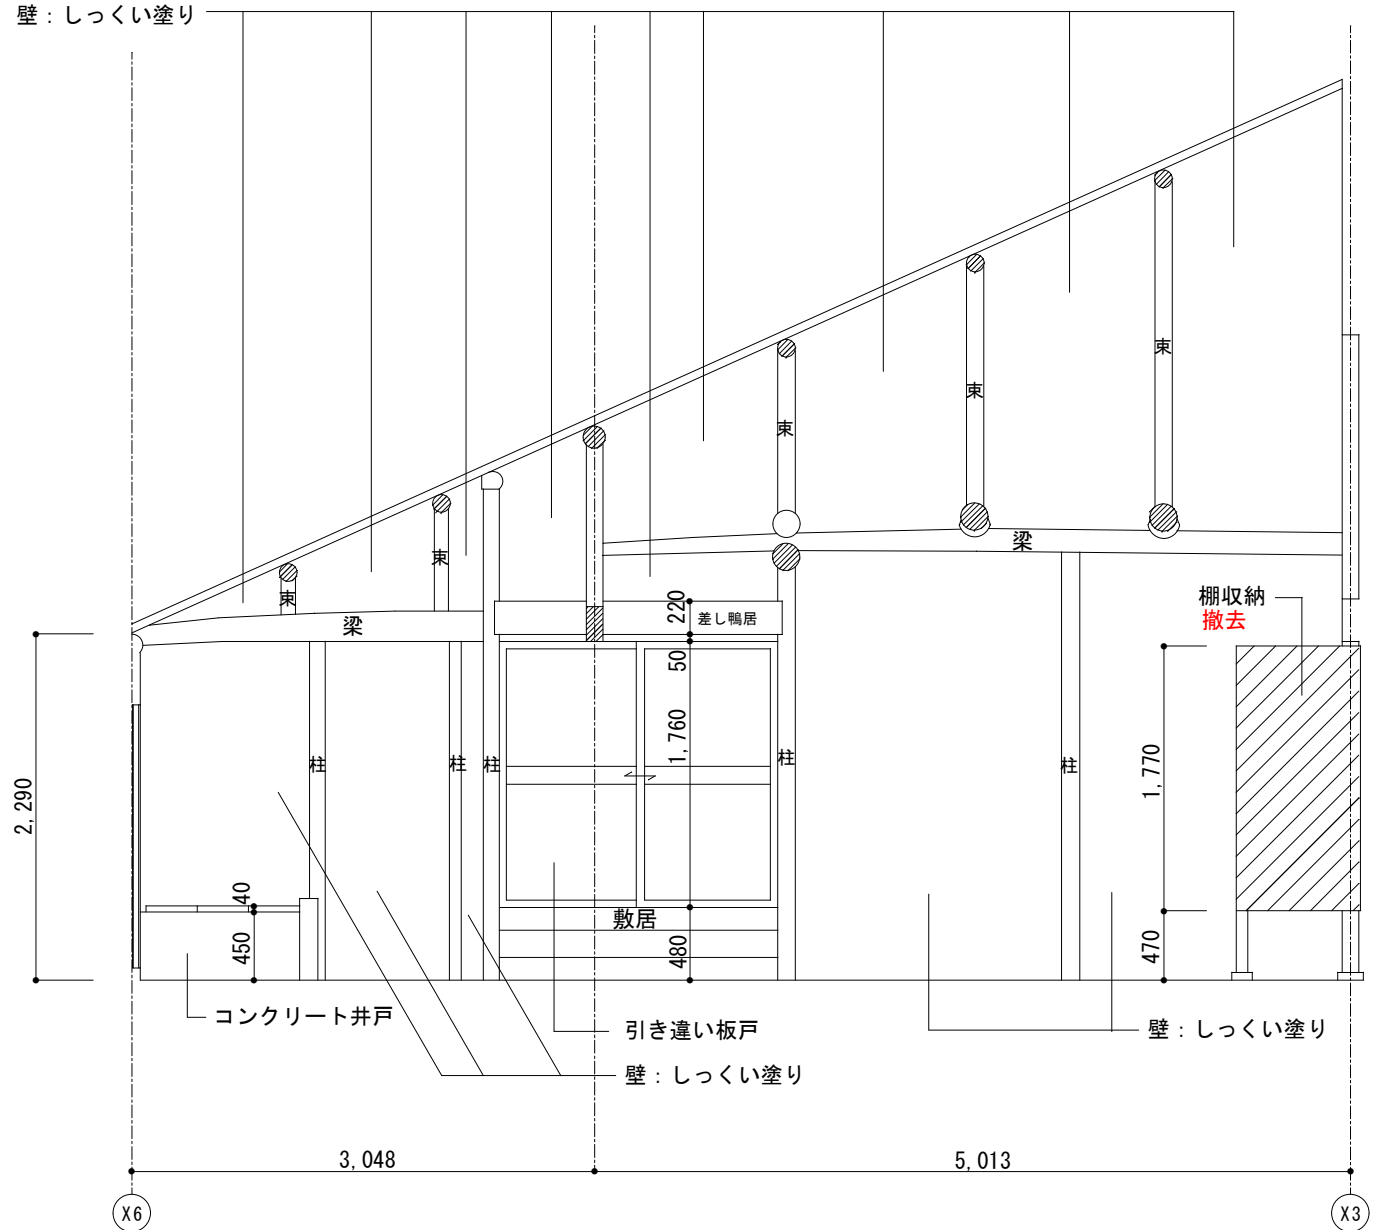 壁：しっくい塗り
束
束
束
束
束
梁
梁
棚収納
撤去
220
差し鴨居
50
1,760
柱
柱
柱
柱
柱
1,770
2,290
40
450
敷居
480
470
コンクリート井戸
引き違い板戸
壁：しっくい塗り
壁：しっくい塗り
3,048
5,013
X6
X3